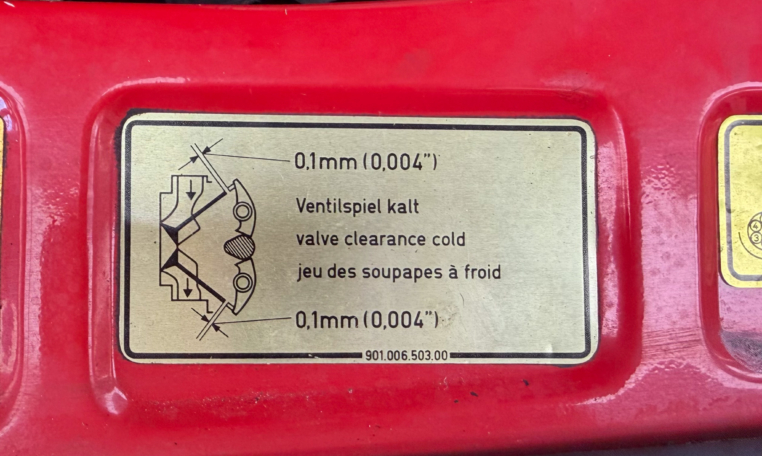 0,1mm (0,004")
Ventilspiel kalt
valve clearance cold
jeu des soupapes à froid
0,1mm (0,004")
901.006.503.00